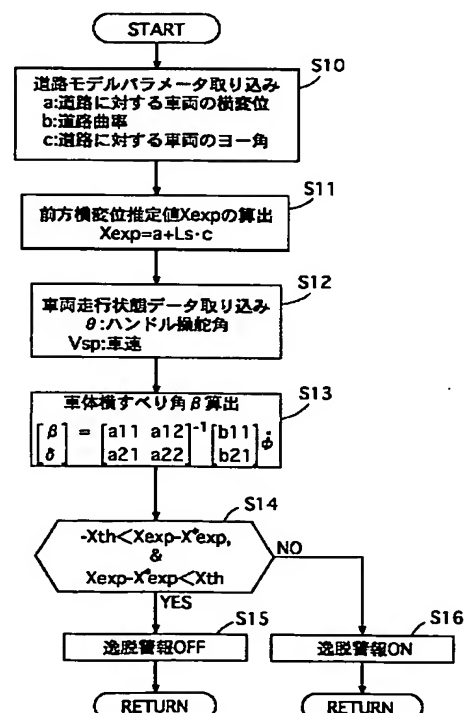 START
S10
道路モデルパラメータ取り込み
a:道路に対する車両の横変位
b:道路曲率
c:道路に対する車両のヨー角
S11
前方横変位推定値Xexpの算出
Xexp=a+Ls·c
S12
車両走行状態データ取り込み
θ:ハンドル操舵角
Vsp:車速
S13
車体横すべり角β算出
[β] = [a11 a12]⁻¹ [b11] φ̇
[δ] [a21 a22] [b21]
S14
-Xth<Xexp-X*exp,
&
Xexp-X*exp<Xth
NO
YES
S15
S16
逸脱警報OFF
逸脱警報ON
RETURN
RETURN